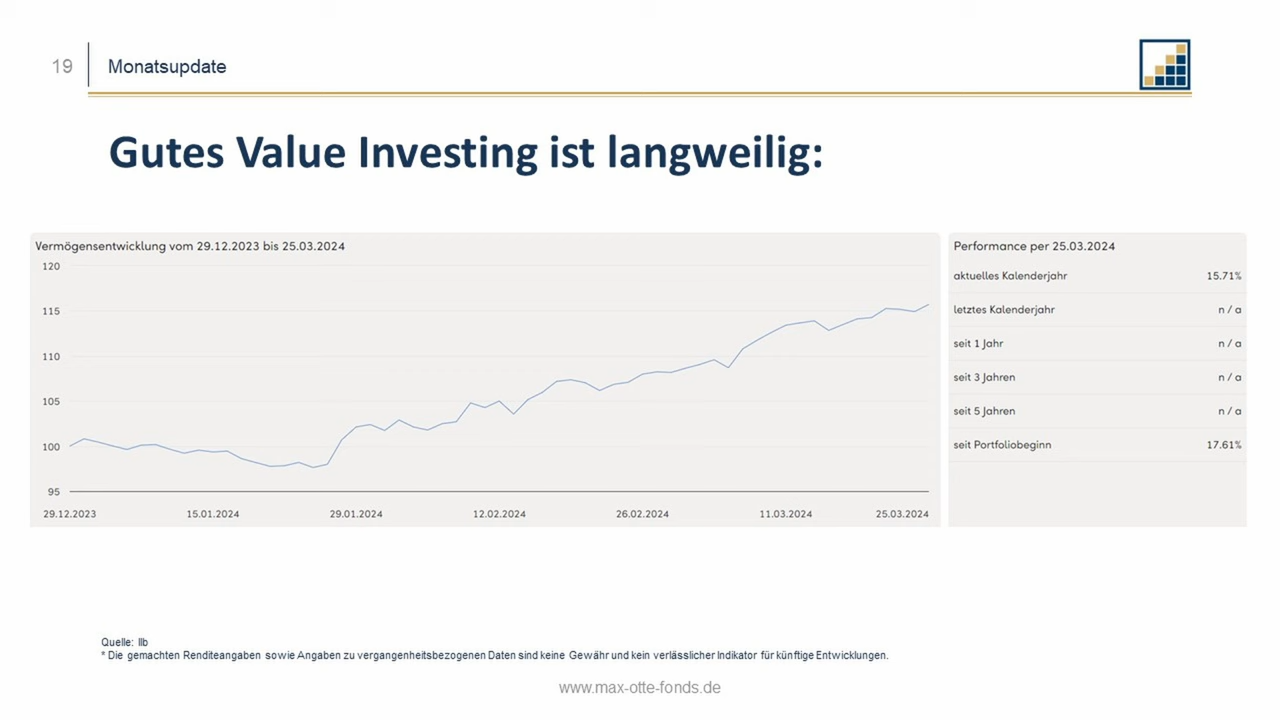 19
Monatsupdate
Gutes Value Investing ist langweilig:
Vermögensentwicklung vom 29.12.2023 bis 25.03.2024
120
115
110
105
100
95
29.12.2023 15.01.2024 29.01.2024 12.02.2024 26.02.2024 11.03.2024 25.03.2024
Performance per 25.03.2024
aktuelles Kalenderjahr 15.71%
letztes Kalenderjahr n / a
seit 1 Jahr n / a
seit 3 Jahren n / a
seit 5 Jahren n / a
seit Portfoliobeginn 17.61%
Quelle: llb
* Die gemachten Renditeangaben sowie Angaben zu vergangenheitsbezogenen Daten sind keine Gewähr und kein verlässlicher Indikator für künftige Entwicklungen.
www.max-otte-fonds.de